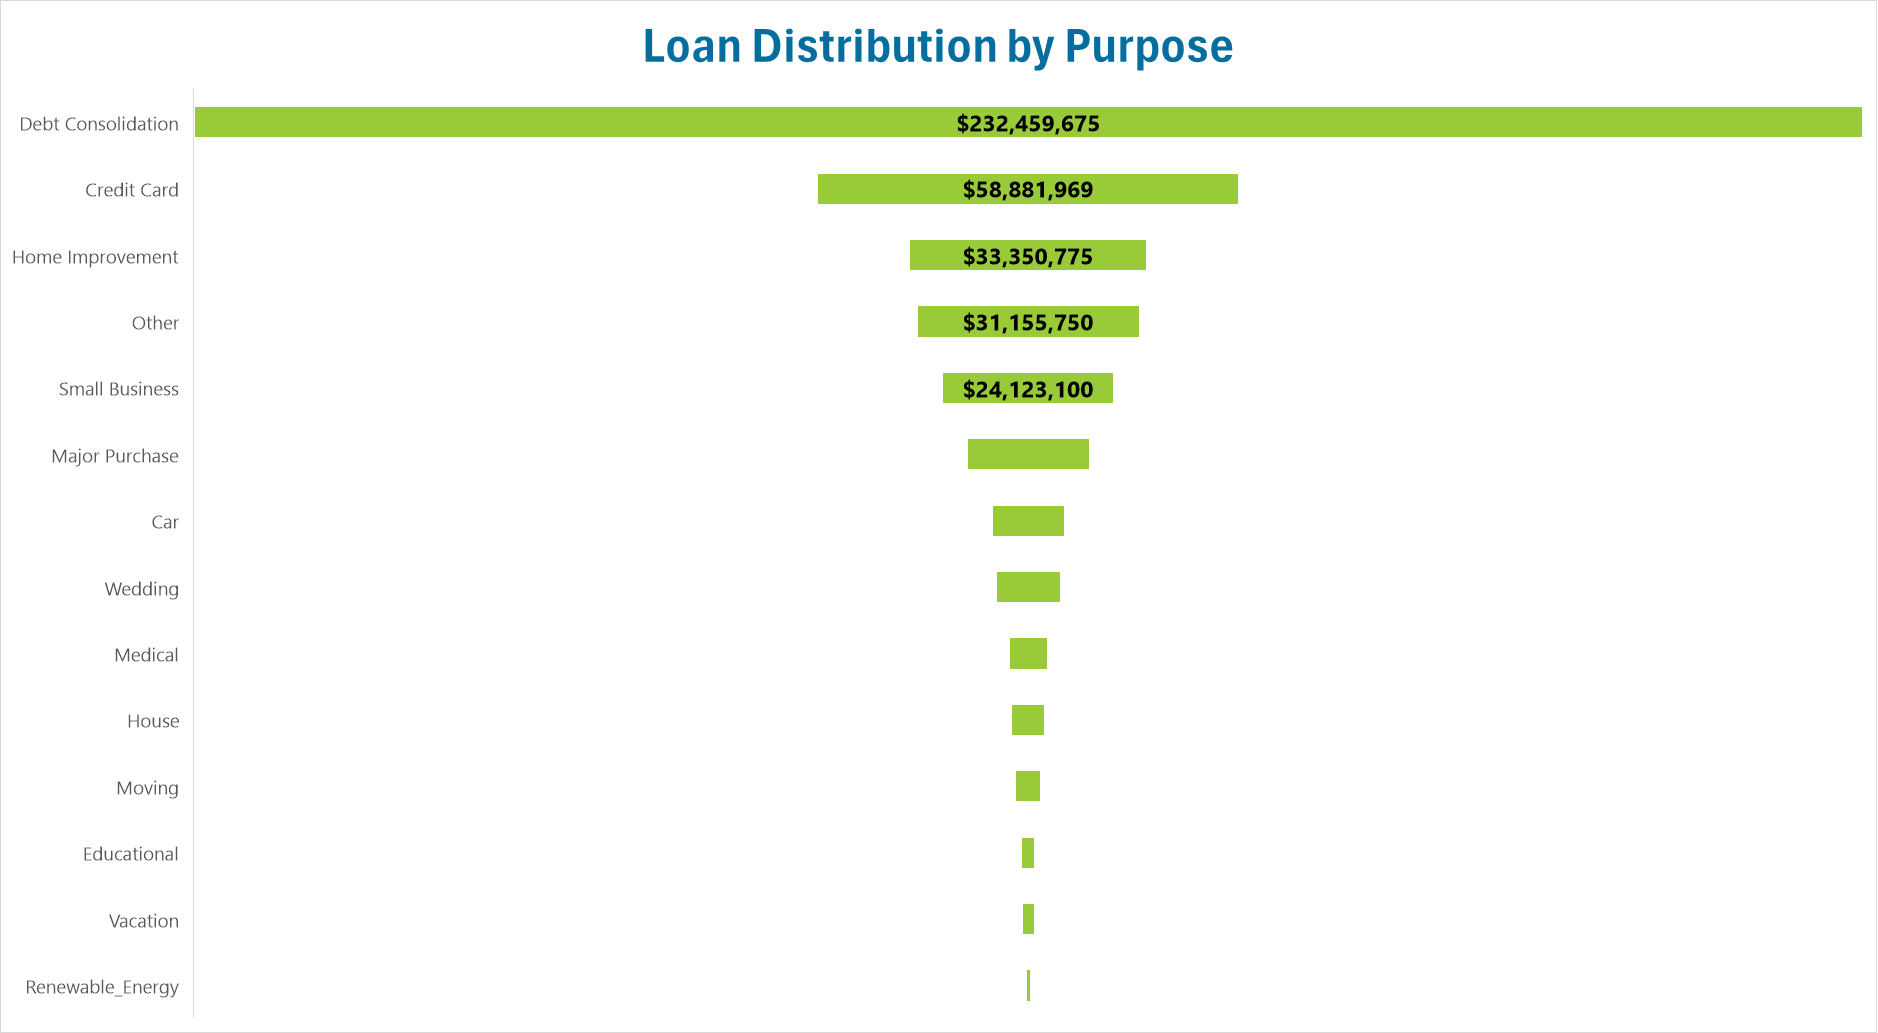 Loan Distribution by Purpose
Debt Consolidation $232,459,675
Credit Card $58,881,969
Home Improvement $33,350,775
Other $31,155,750
Small Business $24,123,100
Major Purchase
Car
Wedding
Medical
House
Moving
Educational
Vacation
Renewable_Energy